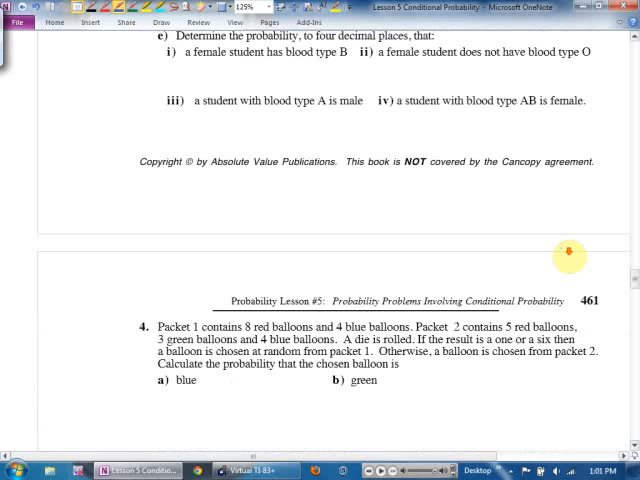 125%
Lesson 5 Conditional Probability - Microsoft OneNote
File Home Insert Share Draw Review View Add-Ins
e) Determine the probability, to four decimal places, that:
i) a female student has blood type B ii) a female student does not have blood type O
iii) a student with blood type A is male iv) a student with blood type AB is female.
Copyright © by Absolute Value Publications. This book is NOT covered by the Cancopy agreement.
Probability Lesson #5: Probability Problems Involving Conditional Probability 461
4. Packet 1 contains 8 red balloons and 4 blue balloons. Packet 2 contains 5 red balloons,
3 green balloons and 4 blue balloons. A die is rolled. If the result is a one or a six then
a balloon is chosen at random from packet 1. Otherwise, a balloon is chosen from packet 2.
Calculate the probability that the chosen balloon is
a) blue b) green
Lesson 5 Conditio... Virtual TI-83+ Desktop 1:01 PM